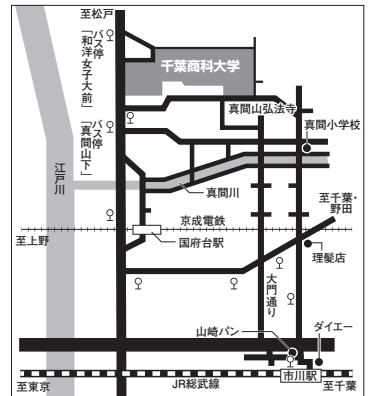 至松戸
バス停
「和洋女子大前」
千葉商科大学
バス停
「真間山下」
真間山弘法寺
真間小学校
江戸川
真間川
至千葉・
野田
京成電鉄
至上野
国府台駅
理髪店
大門通り
山崎パン
ダイエー
市川駅
至東京
JR総武線
至千葉